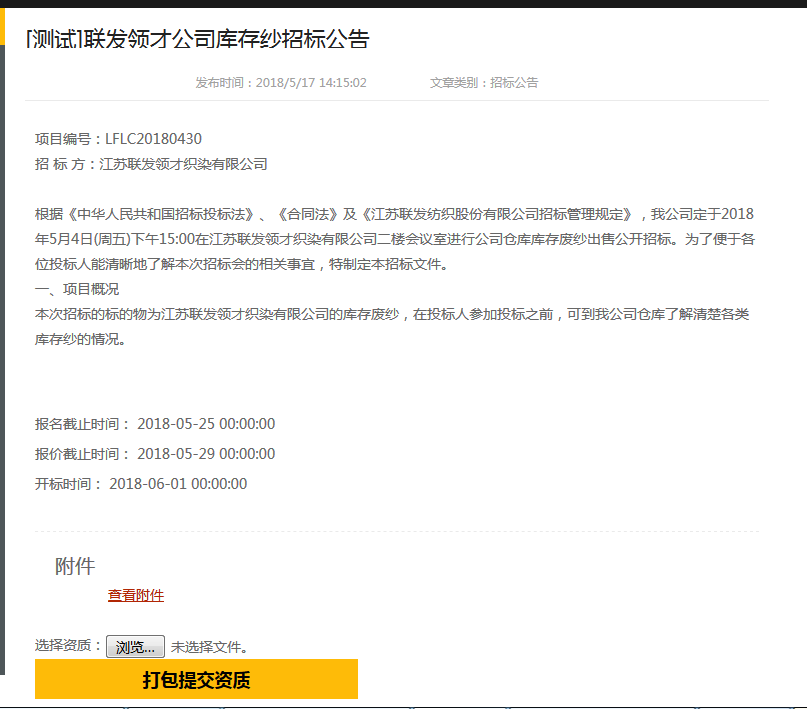 [测试]联发领才公司库存纱招标公告
发布时间：2018/5/17 14:15:02 文章类别：招标公告
项目编号：LFLC20180430
招 标 方：江苏联发领才织染有限公司
根据《中华人民共和国招标投标法》、《合同法》及《江苏联发纺织股份有限公司招标管理规定》，我公司定于2018
年5月4日(周五)下午15:00在江苏联发领才织染有限公司二楼会议室进行公司仓库库存废纱出售公开招标。为了便于各
位投标人能清晰地了解本次招标会的相关事宜，特制定本招标文件。
一、项目概况
本次招标的标的物为江苏联发领才织染有限公司的库存废纱，在投标人参加投标之前，可到我公司仓库了解清楚各类
库存纱的情况。
报名截止时间： 2018-05-25 00:00:00
报价截止时间： 2018-05-29 00:00:00
开标时间： 2018-06-01 00:00:00
附件
查看附件
选择资质：浏览... 未选择文件。
打包提交资质